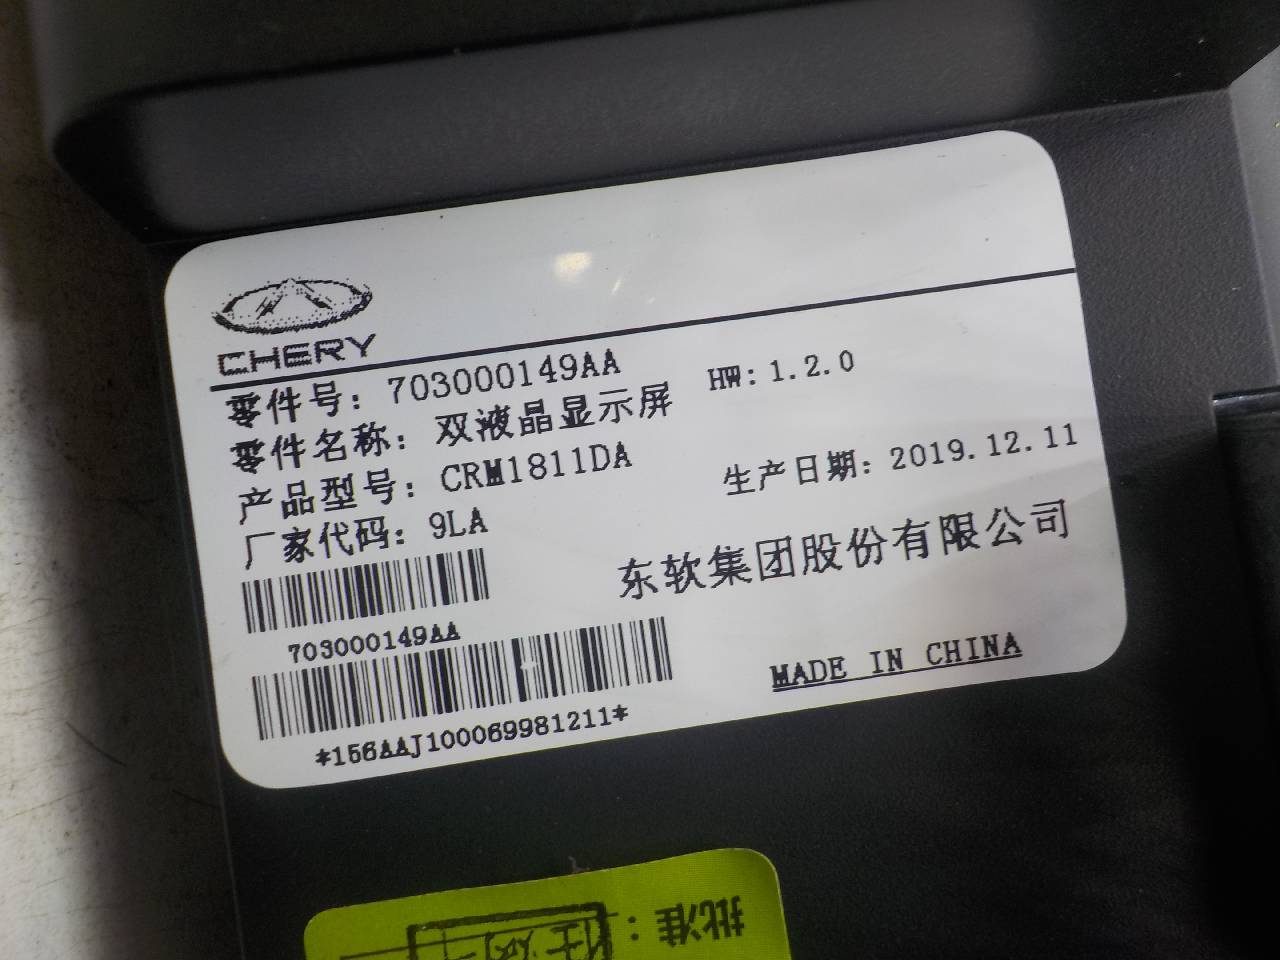 CHERY
零件号: 703000149AA
HW: 1.2.0
零件名称: 双液晶显示屏
产品型号: CRM1811DA
生产日期: 2019.12.11
厂家代码: 9LA
东软集团股份有限公司
703000149AA
*156AAJ100069981211*
MADE IN CHINA
批准: